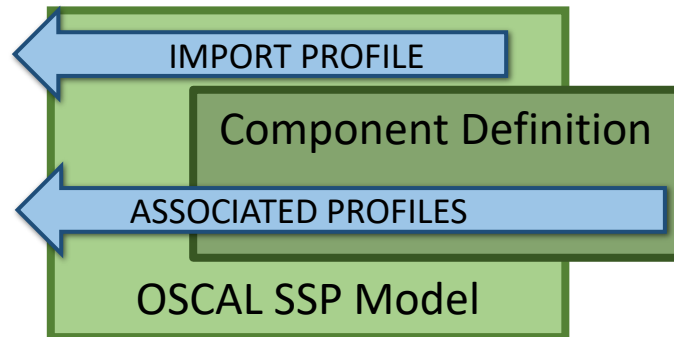 IMPORT PROFILE
Component Definition
ASSOCIATED PROFILES
OSCAL SSP Model